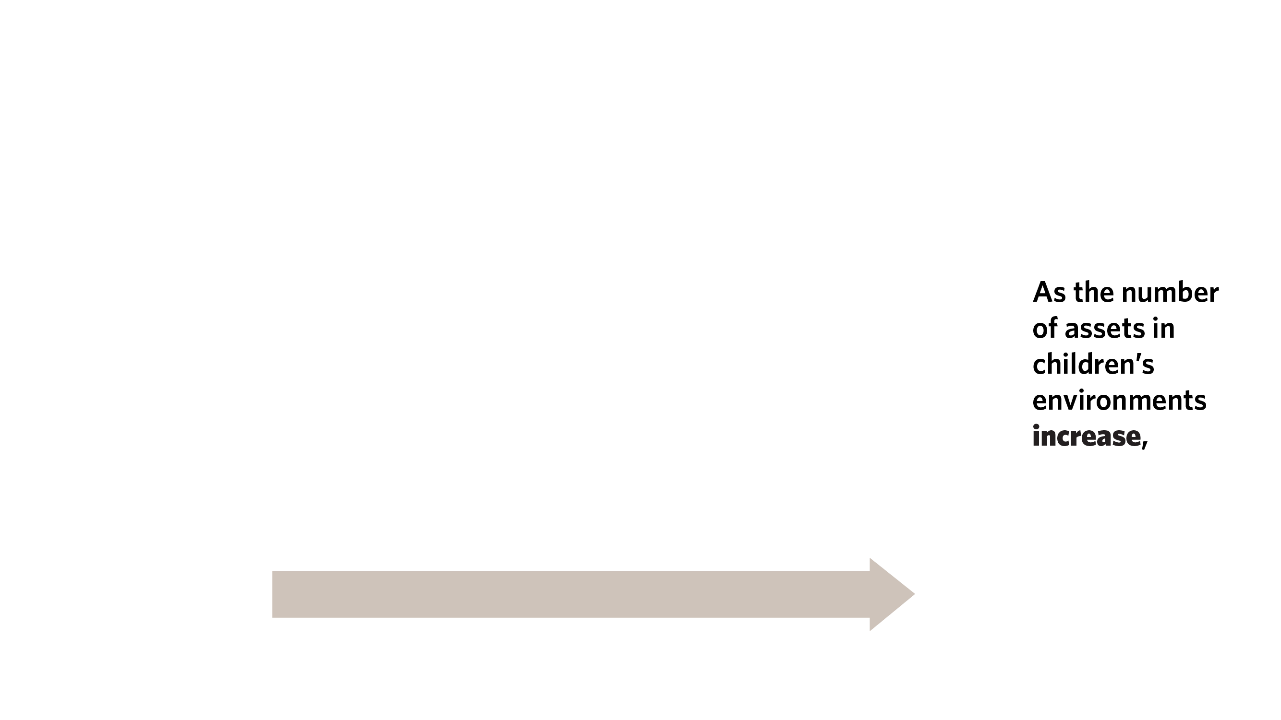 As the number
of assets in
children’s
environments
increase,